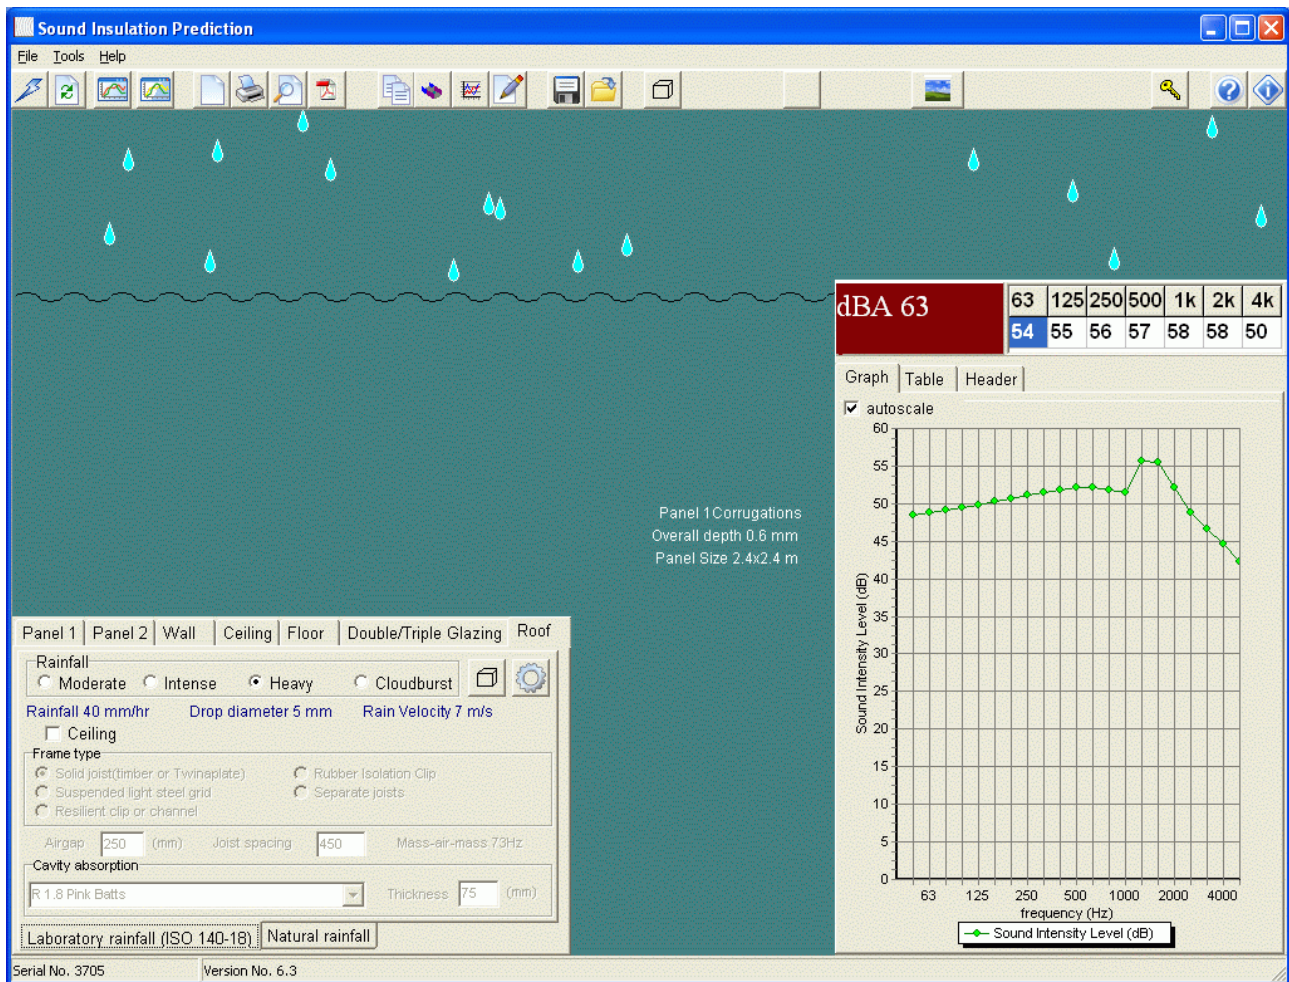 Sound Insulation Prediction
File Tools Help
dBA 63
63 125 250 500 1k 2k 4k
54 55 56 57 58 58 50
Graph Table Header
autoscale
60
55
50
45
40
35
30
25
20
15
10
5
0
Sound Intensity Level (dB)
63 125 250 500 1000 2000 4000
frequency (Hz)
Sound Intensity Level (dB)
Panel 1Corrugations
Overall depth 0.6 mm
Panel Size 2.4x2.4 m
Panel 1 Panel 2 Wall Ceiling Floor Double/Triple Glazing Roof
Rainfall
Moderate Intense Heavy Cloudburst
Rainfall 40 mm/hr Drop diameter 5 mm Rain Velocity 7 m/s
Ceiling
Frame type
Solid joist(timber or Twinaplate) Rubber Isolation Clip
Suspended light steel grid Separate joists
Resilient clip or channel
Airgap 250 (mm) Joist spacing 450 Mass-air-mass 73Hz
Cavity absorption
R 1.8 Pink Batts Thickness 75 (mm)
Laboratory rainfall (ISO 140-18) Natural rainfall
Serial No. 3705 Version No. 6.3